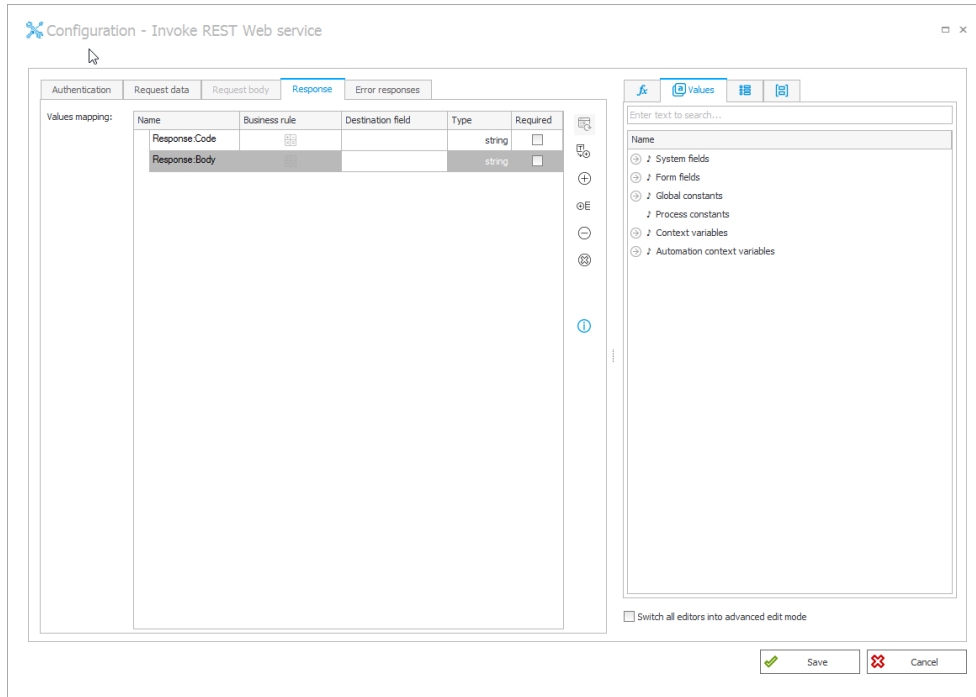 Configuration - Invoke REST Web service
Authentication
Request data
Request body
Response
Error responses
fx
Values
Values mapping:
Name
Business rule
Destination field
Type
Required
Response:Code
string
Response:Body
string
Enter text to search...
Name
System fields
Form fields
Global constants
Process constants
Context variables
Automation context variables
Switch all editors into advanced edit mode
Save
Cancel